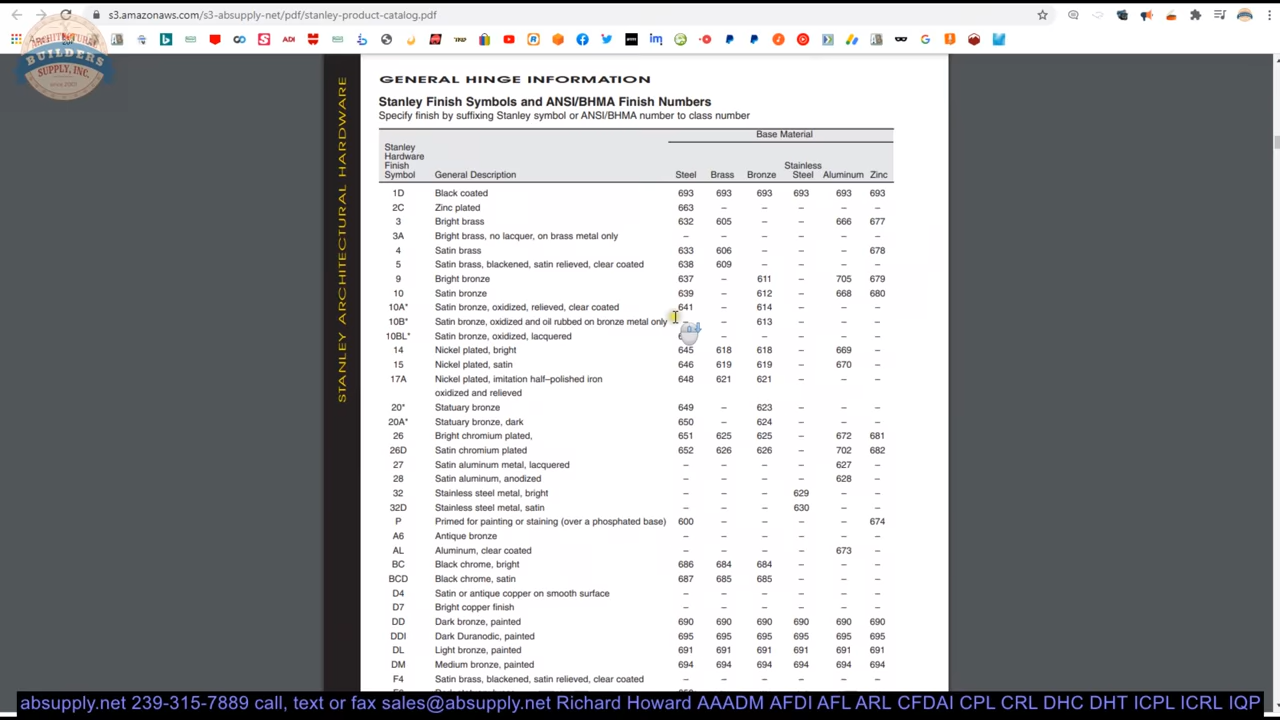 s3.amazonaws.com/s3-absupply-net/pdf/stanley-product-catalog.pdf
ARCHITECTURAL
BUILDERS
SUPPLY, INC.
STANLEY ARCHITECTURAL HARDWARE
GENERAL HINGE INFORMATION
Stanley Finish Symbols and ANSI/BHMA Finish Numbers
Specify finish by suffixing Stanley symbol or ANSI/BHMA number to class number
Base Material
Stanley
Hardware
Finish Stainless
Symbol General Description Steel Brass Bronze Steel Aluminum Zinc
1D Black coated 693 693 693 693 693 693
2C Zinc plated 663 – – – – –
3 Bright brass 632 605 – – 666 677
3A Bright brass, no lacquer, on brass metal only – – – – – –
4 Satin brass 633 606 – – – 678
5 Satin brass, blackened, satin relieved, clear coated 638 609 – – – –
9 Bright bronze 637 – 611 – 705 679
10 Satin bronze 639 – 612 – 668 680
10A* Satin bronze, oxidized, relieved, clear coated 641 – 614 – – –
10B* Satin bronze, oxidized and oil rubbed on bronze metal only – – 613 – – –
10BL* Satin bronze, oxidized, lacquered – – – – –
14 Nickel plated, bright 645 618 618 – 669 –
15 Nickel plated, satin 646 619 619 – 670 –
17A Nickel plated, imitation half–polished iron 648 621 621 – – –
oxidized and relieved
20* Statuary bronze 649 – 623 – – –
20A* Statuary bronze, dark 650 – 624 – – –
26 Bright chromium plated, 651 625 625 – 672 681
26D Satin chromium plated 652 626 626 – 702 682
27 Satin aluminum metal, lacquered – – – – 627 –
28 Satin aluminum, anodized – – – – 628 –
32 Stainless steel metal, bright – – – 629 – –
32D Stainless steel metal, satin – – – 630 – –
P Primed for painting or staining (over a phosphated base) 600 – – – – 674
A6 Antique bronze – – – – – –
AL Aluminum, clear coated – – – – 673 –
BC Black chrome, bright 686 684 684 – – –
BCD Black chrome, satin 687 685 685 – – –
D4 Satin or antique copper on smooth surface – – – – – –
D7 Bright copper finish – – – – – –
DD Dark bronze, painted 690 690 690 690 690 690
DDI Dark Duranodic, painted 695 695 695 695 695 695
DL Light bronze, painted 691 691 691 691 691 691
DM Medium bronze, painted 694 694 694 694 694 694
F4 Satin brass, blackened, satin relieved, clear coated – – – – – –
absupply.net 239-315-7889 call, text or fax sales@absupply.net Richard Howard AAADM AFDI AFL ARL CFDAI CPL CRL DHC DHT ICPL ICRL IQP